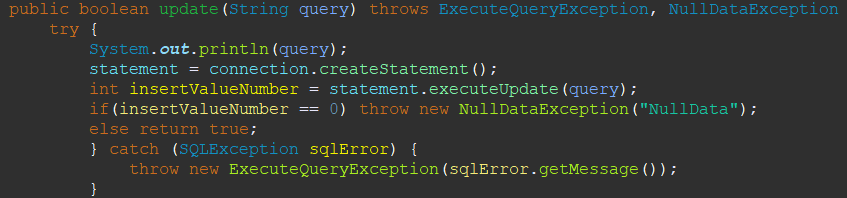 public boolean update(String query) throws ExecuteQueryException, NullDataException
try {
System.out.println(query);
statement = connection.createStatement();
int insertValueNumber = statement.executeUpdate(query);
if(insertValueNumber == 0) throw new NullDataException("NullData");
else return true;
} catch (SQLException sqlError) {
throw new ExecuteQueryException(sqlError.getMessage());
}